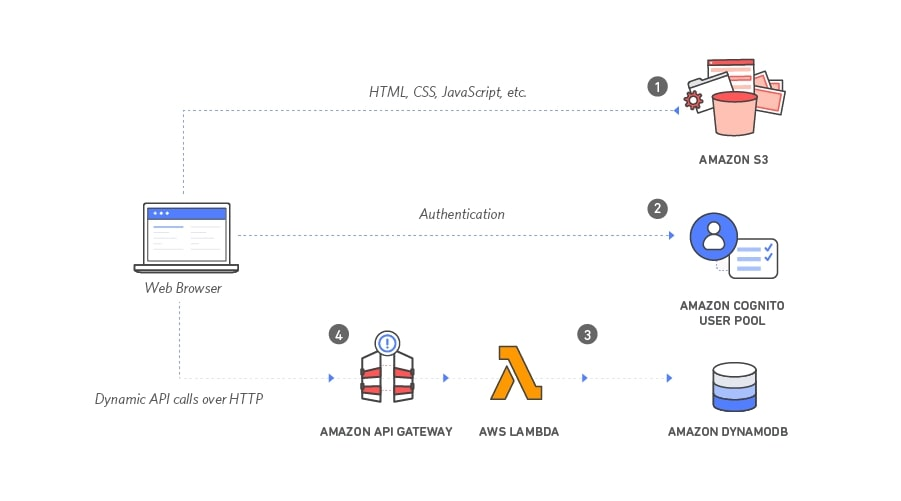 1
HTML, CSS, JavaScript, etc.
AMAZON S3
2
Authentication
Web Browser
AMAZON COGNITO
USER POOL
4
3
Dynamic API calls over HTTP
AMAZON API GATEWAY
AWS LAMBDA
AMAZON DYNAMODB